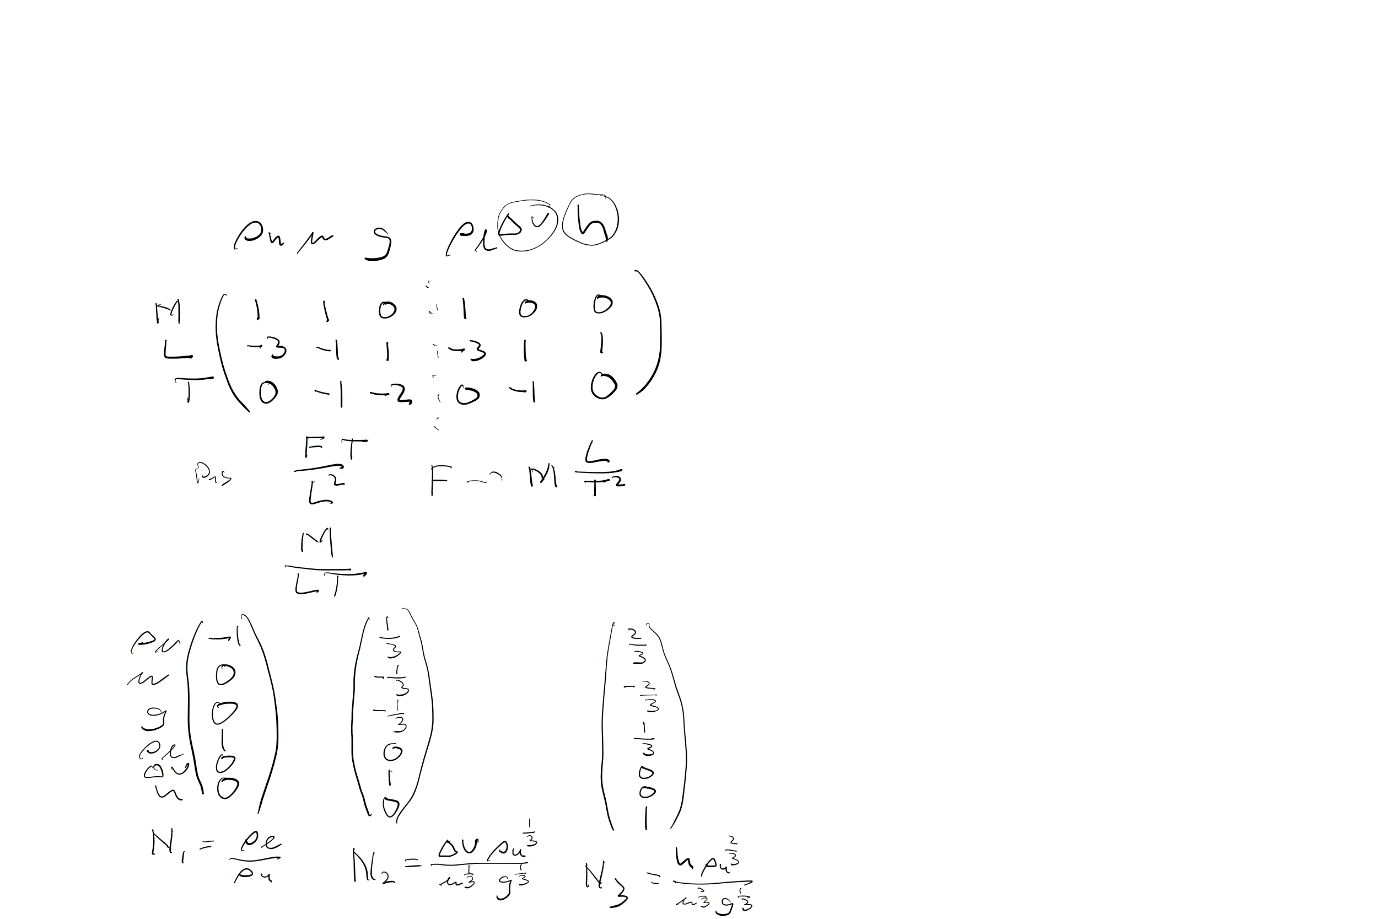 ρu μ g ρl ΔU h
M 1 1 0 1 0 0
L -3 -1 1 -3 1 1
T 0 -1 -2 0 -1 0
FT/L² F → M L/T²
M/LT
ρu -1 1/3 2/3
μ 0 -1/3 -2/3
g 0 -1/3 1/3
ρl 1 0 0
ΔU 0 1 0
h 0 0 1
N₁ = ρl/ρu N₂ = ΔU ρu^1/3 / μ^1/3 g^1/3 N₃ = h ρu^2/3 / μ^2/3 g^1/3